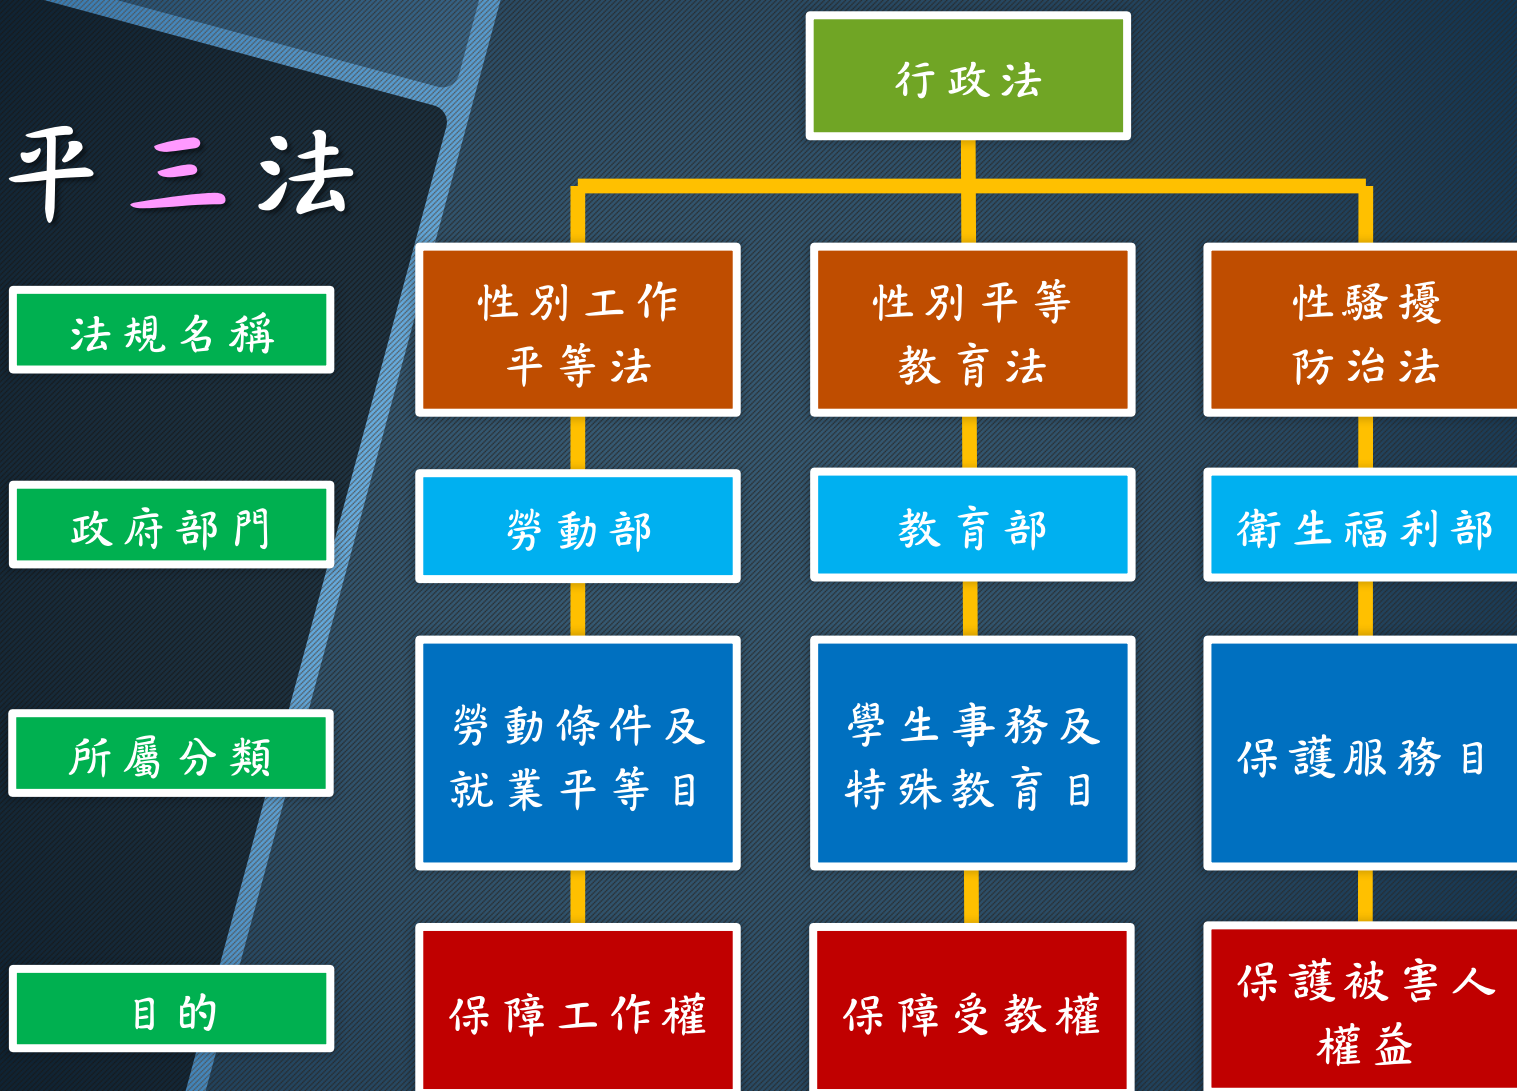 行政法
平三法
法規名稱
性別工作
平等法
性別平等
教育法
性騷擾
防治法
政府部門
勞動部
教育部
衛生福利部
所屬分類
勞動條件及
就業平等目
學生事務及
特殊教育目
保護服務目
目的
保障工作權
保障受教權
保護被害人
權益